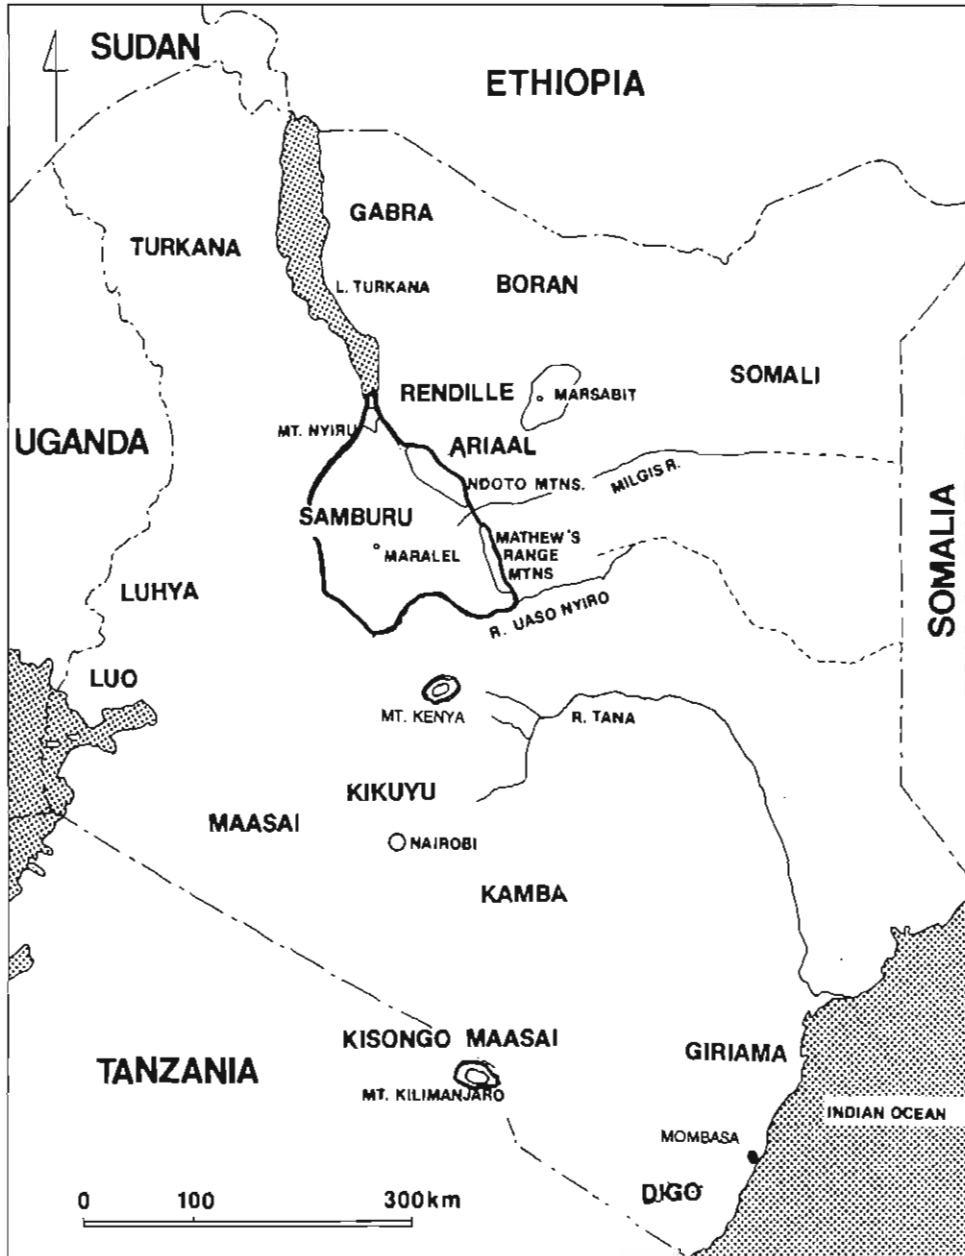 SUDAN
ETHIOPIA
GABRA
TURKANA
L. TURKANA
BORAN
SOMALI
RENDILLE
MARSABIT
MT. NYIRU
UGANDA
ARIAAL
NDOTO MTNS.
MILGIS R.
SAMBURU
MATHEW'S
RANGE
MTNS
MARALEL
SOMALIA
LUHYA
R. UASO NYIRO
LUO
MT. KENYA
R. TANA
KIKUYU
MAASAI
NAIROBI
KAMBA
KISONGO MAASAI
GIRIAMA
TANZANIA
MT. KILIMANJARO
INDIAN OCEAN
MOMBASA
DIGO
0 100 300km